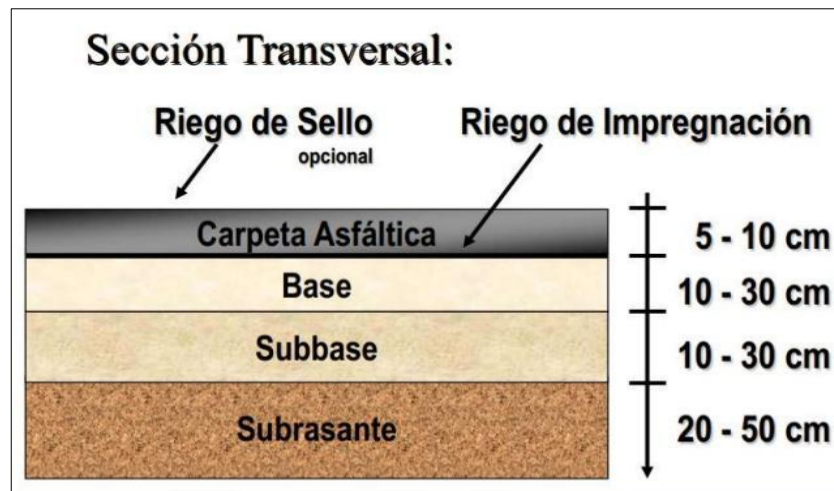 Sección Transversal:
Riego de Sello
opcional
Riego de Impregnación
Carpeta Asfáltica
5 - 10 cm
Base
10 - 30 cm
Subbase
10 - 30 cm
Subrasante
20 - 50 cm